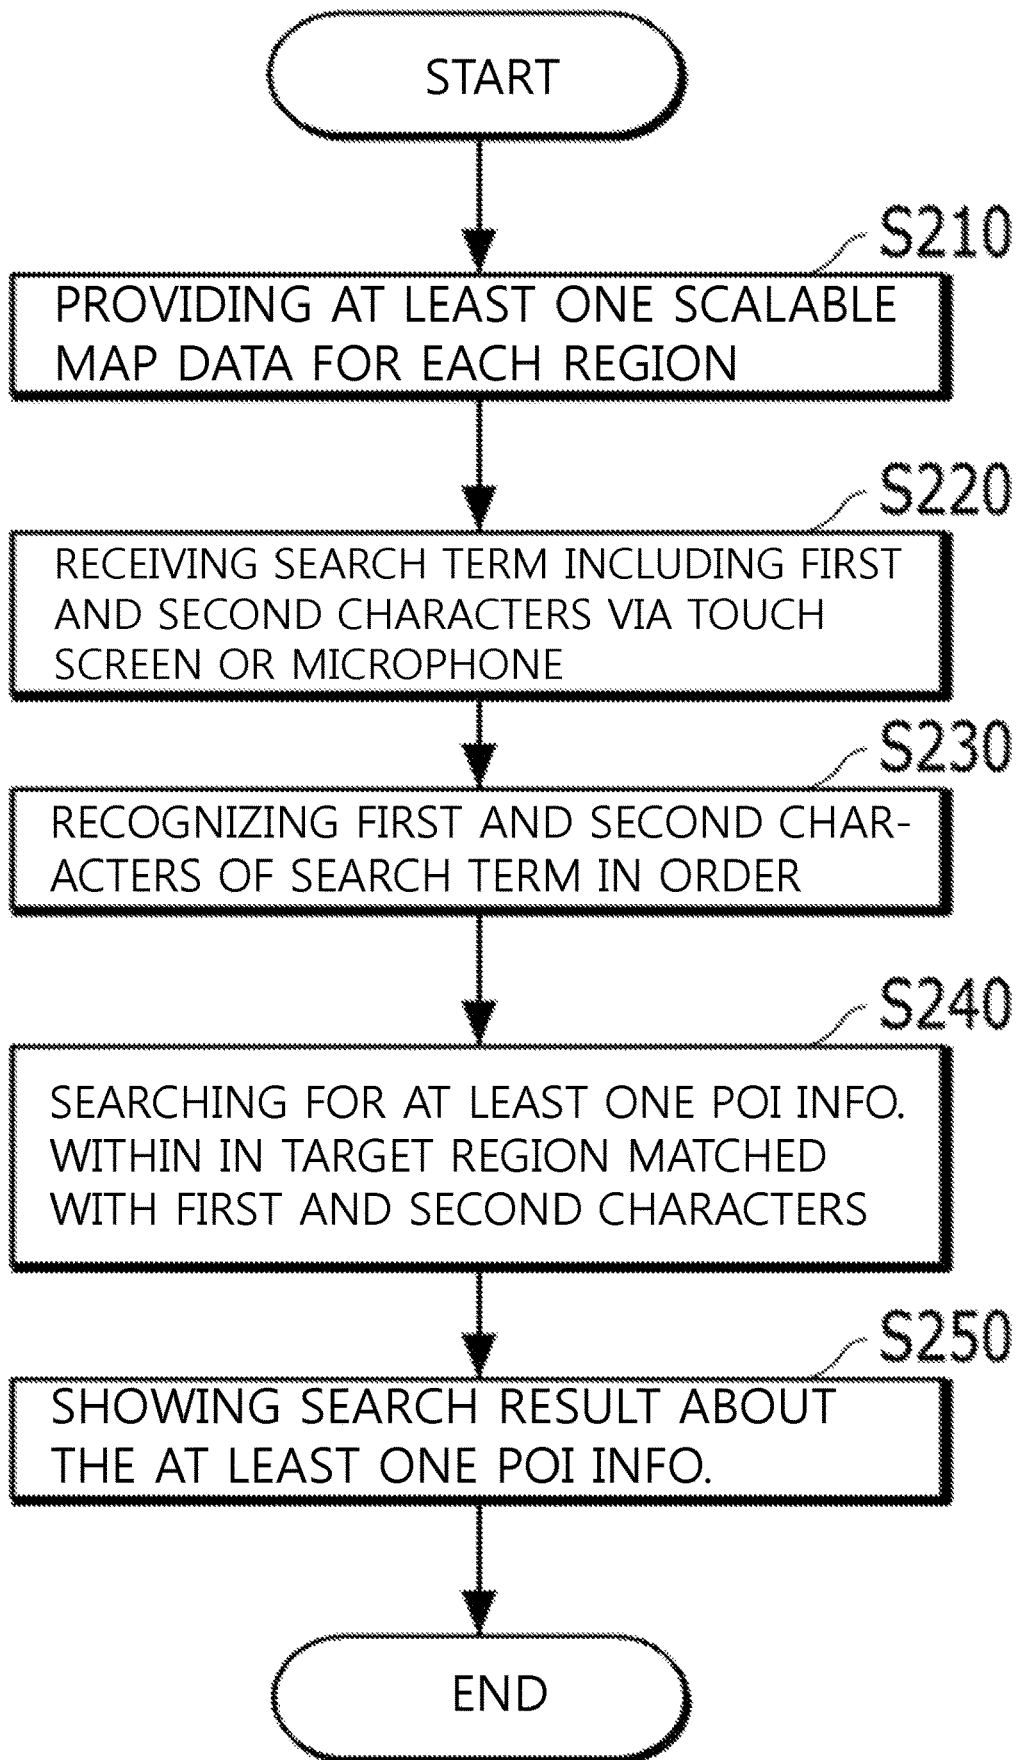 START
S210
PROVIDING AT LEAST ONE SCALABLE
MAP DATA FOR EACH REGION
S220
RECEIVING SEARCH TERM INCLUDING FIRST
AND SECOND CHARACTERS VIA TOUCH
SCREEN OR MICROPHONE
S230
RECOGNIZING FIRST AND SECOND CHAR-
ACTERS OF SEARCH TERM IN ORDER
S240
SEARCHING FOR AT LEAST ONE POI INFO.
WITHIN IN TARGET REGION MATCHED
WITH FIRST AND SECOND CHARACTERS
S250
SHOWING SEARCH RESULT ABOUT
THE AT LEAST ONE POI INFO.
END